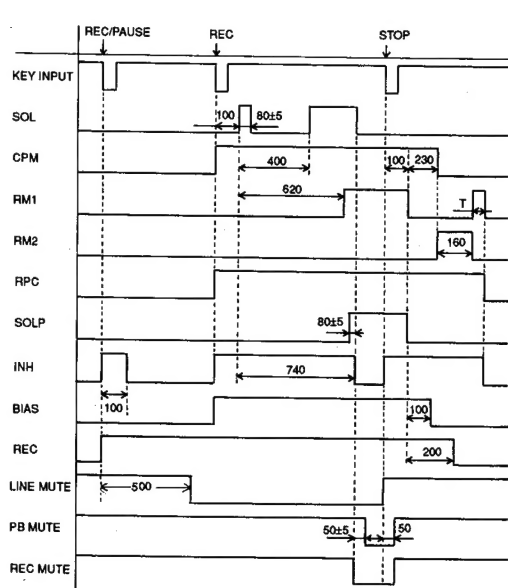 REC/PAUSE REC STOP
KEY INPUT
SOL 100 80±5
CPM 400 100 230
RM1 620 T
RM2 160
RPC
SOLP 80±5
INH 100 740
BIAS 100
REC 200
LINE MUTE 500
PB MUTE 50±5 50
REC MUTE